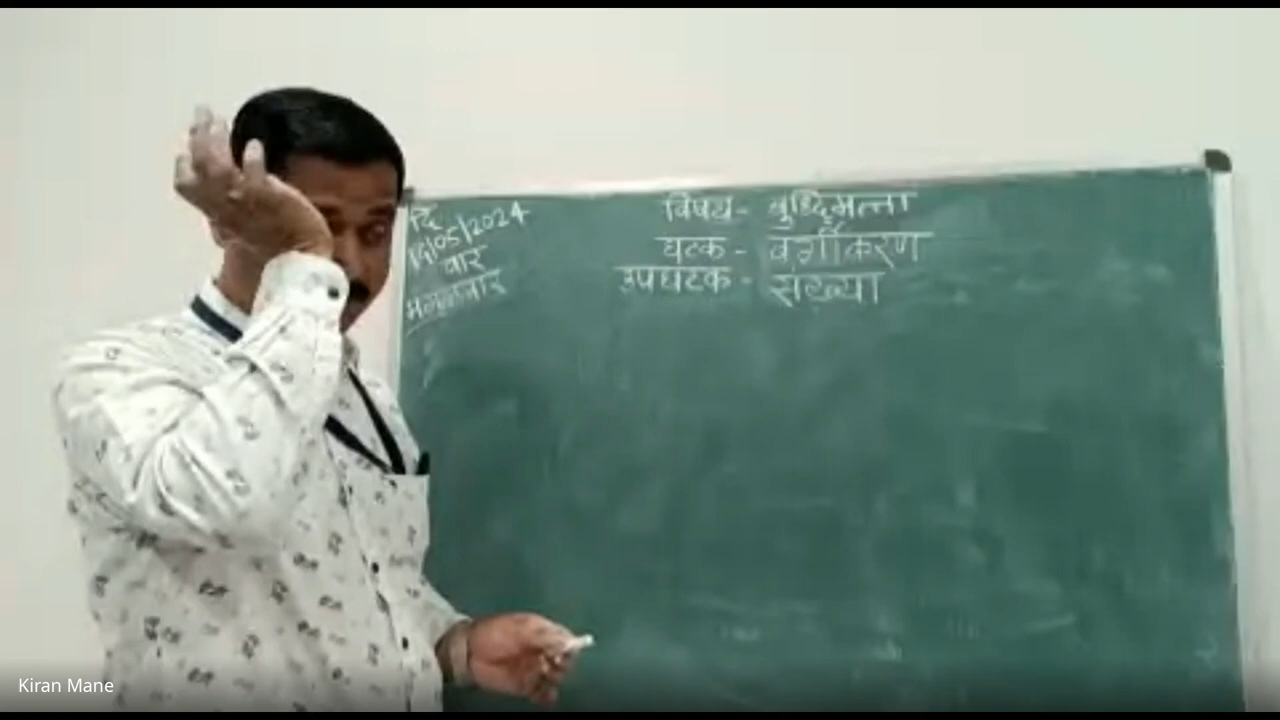 दि
14/05/2024
वार
मंगळवार
विषय - बुध्दिमत्ता
घटक - वर्गीकरण
उपघटक - संख्या
Kiran Mane